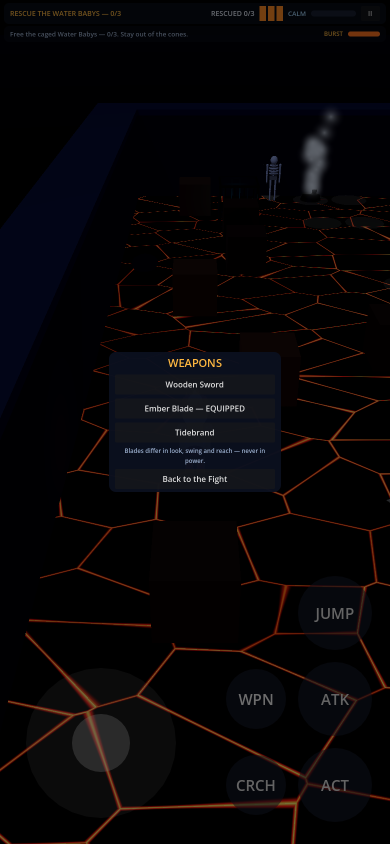 RESCUE THE WATER BABYS — 0/3
RESCUED 0/3
CALM
Free the caged Water Babys — 0/3. Stay out of the cones.
BURST
WEAPONS
Wooden Sword
Ember Blade — EQUIPPED
Tidebrand
Blades differ in look, swing and reach — never in
power.
Back to the Fight
JUMP
WPN
ATK
CRCH
ACT